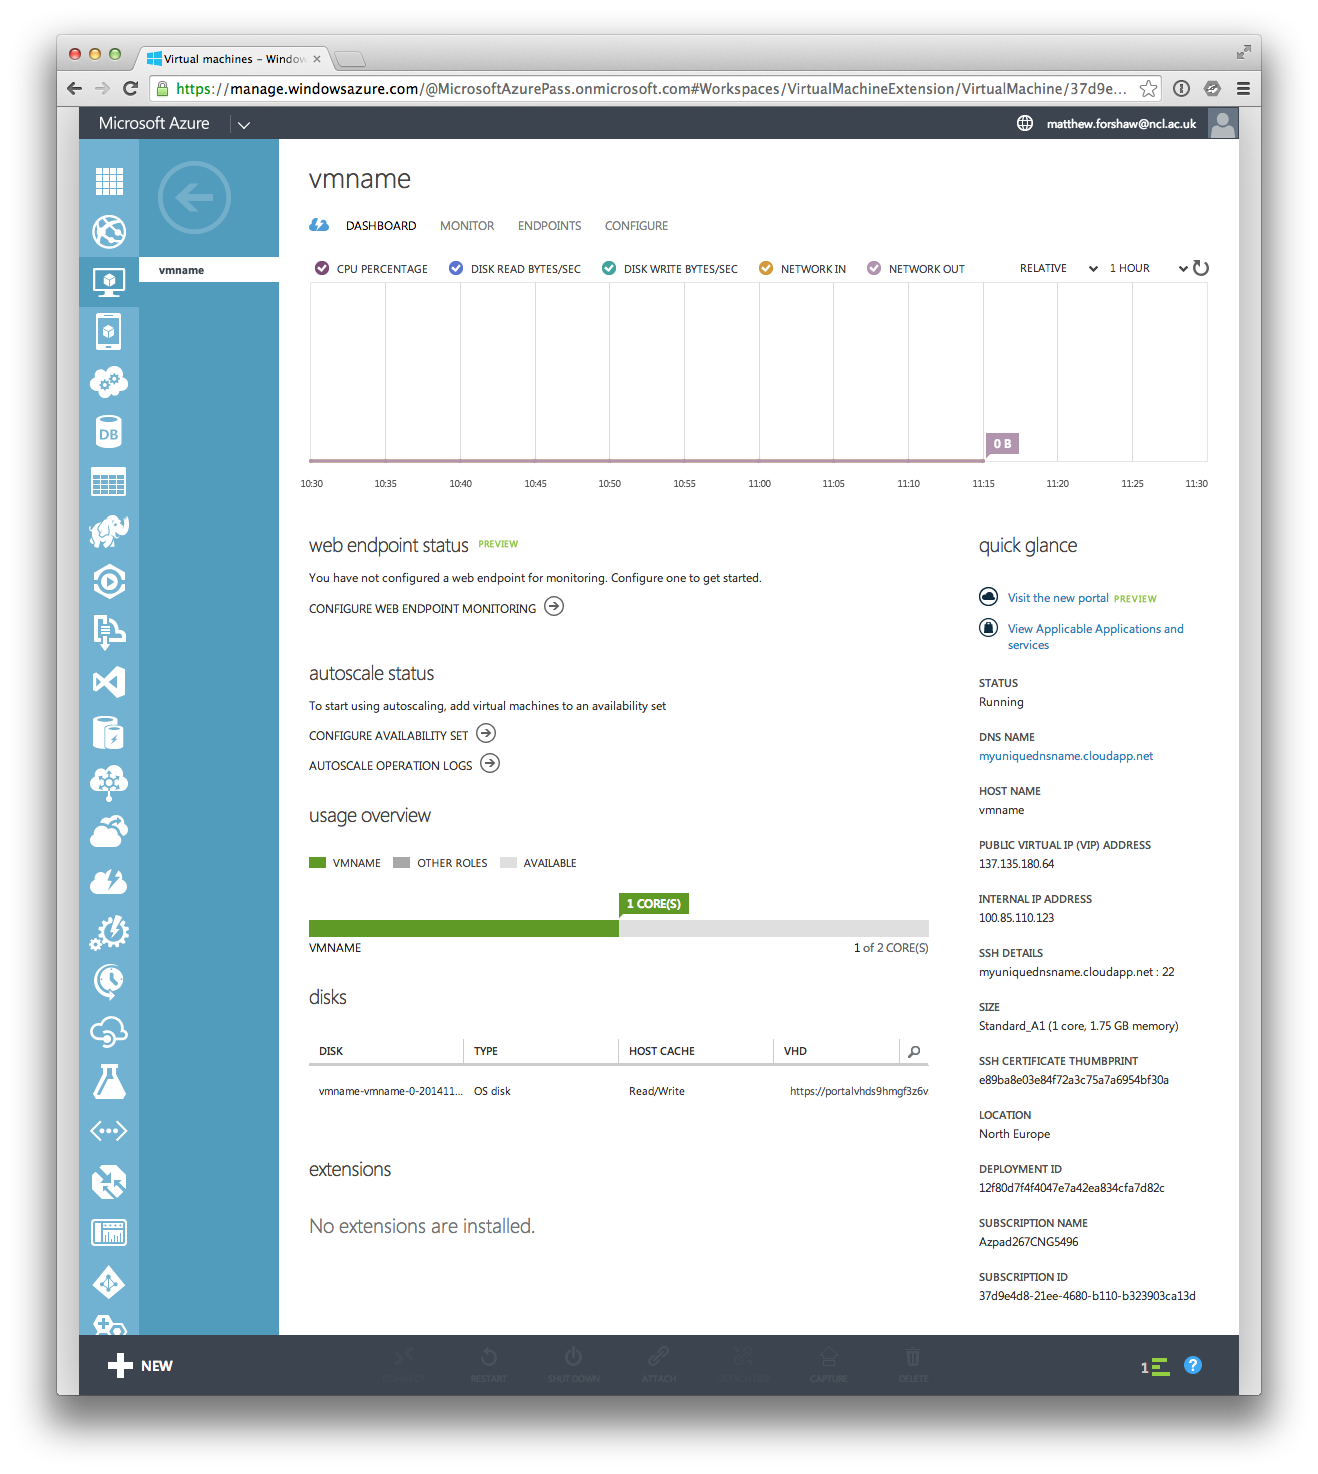 Virtual machines – Window
https://manage.windowsazure.com/@MicrosoftAzurePass.onmicrosoft.com#Workspaces/VirtualMachineExtension/VirtualMachine/37d9e...
Microsoft Azure
matthew.forshaw@ncl.ac.uk
vmname
vmname
DASHBOARD MONITOR ENDPOINTS CONFIGURE
CPU PERCENTAGE DISK READ BYTES/SEC DISK WRITE BYTES/SEC NETWORK IN NETWORK OUT RELATIVE 1 HOUR
0 B
10:30 10:35 10:40 10:45 10:50 10:55 11:00 11:05 11:10 11:15 11:20 11:25 11:30
web endpoint status PREVIEW
You have not configured a web endpoint for monitoring. Configure one to get started.
CONFIGURE WEB ENDPOINT MONITORING
autoscale status
To start using autoscaling, add virtual machines to an availability set
CONFIGURE AVAILABILITY SET
AUTOSCALE OPERATION LOGS
usage overview
VMNAME OTHER ROLES AVAILABLE
1 CORE(S)
VMNAME 1 of 2 CORE(S)
disks
DISK TYPE HOST CACHE VHD
vmname-vmname-0-201411... OS disk Read/Write https://portalvhds9hmgf3z6v
extensions
No extensions are installed.
quick glance
Visit the new portal PREVIEW
View Applicable Applications and
services
STATUS
Running
DNS NAME
myuniquednsname.cloudapp.net
HOST NAME
vmname
PUBLIC VIRTUAL IP (VIP) ADDRESS
137.135.180.64
INTERNAL IP ADDRESS
100.85.110.123
SSH DETAILS
myuniquednsname.cloudapp.net : 22
SIZE
Standard_A1 (1 core, 1.75 GB memory)
SSH CERTIFICATE THUMBPRINT
e89ba8e03e84f72a3c75a7a6954bf30a
LOCATION
North Europe
DEPLOYMENT ID
12f80d7f4f4047e7a42ea834cfa7d82c
SUBSCRIPTION NAME
Azpad267CNG5496
SUBSCRIPTION ID
37d9e4d8-21ee-4680-b110-b323903ca13d
DB
NEW
CONNECT RESTART SHUT DOWN ATTACH CAPTURE DELETE
1
?